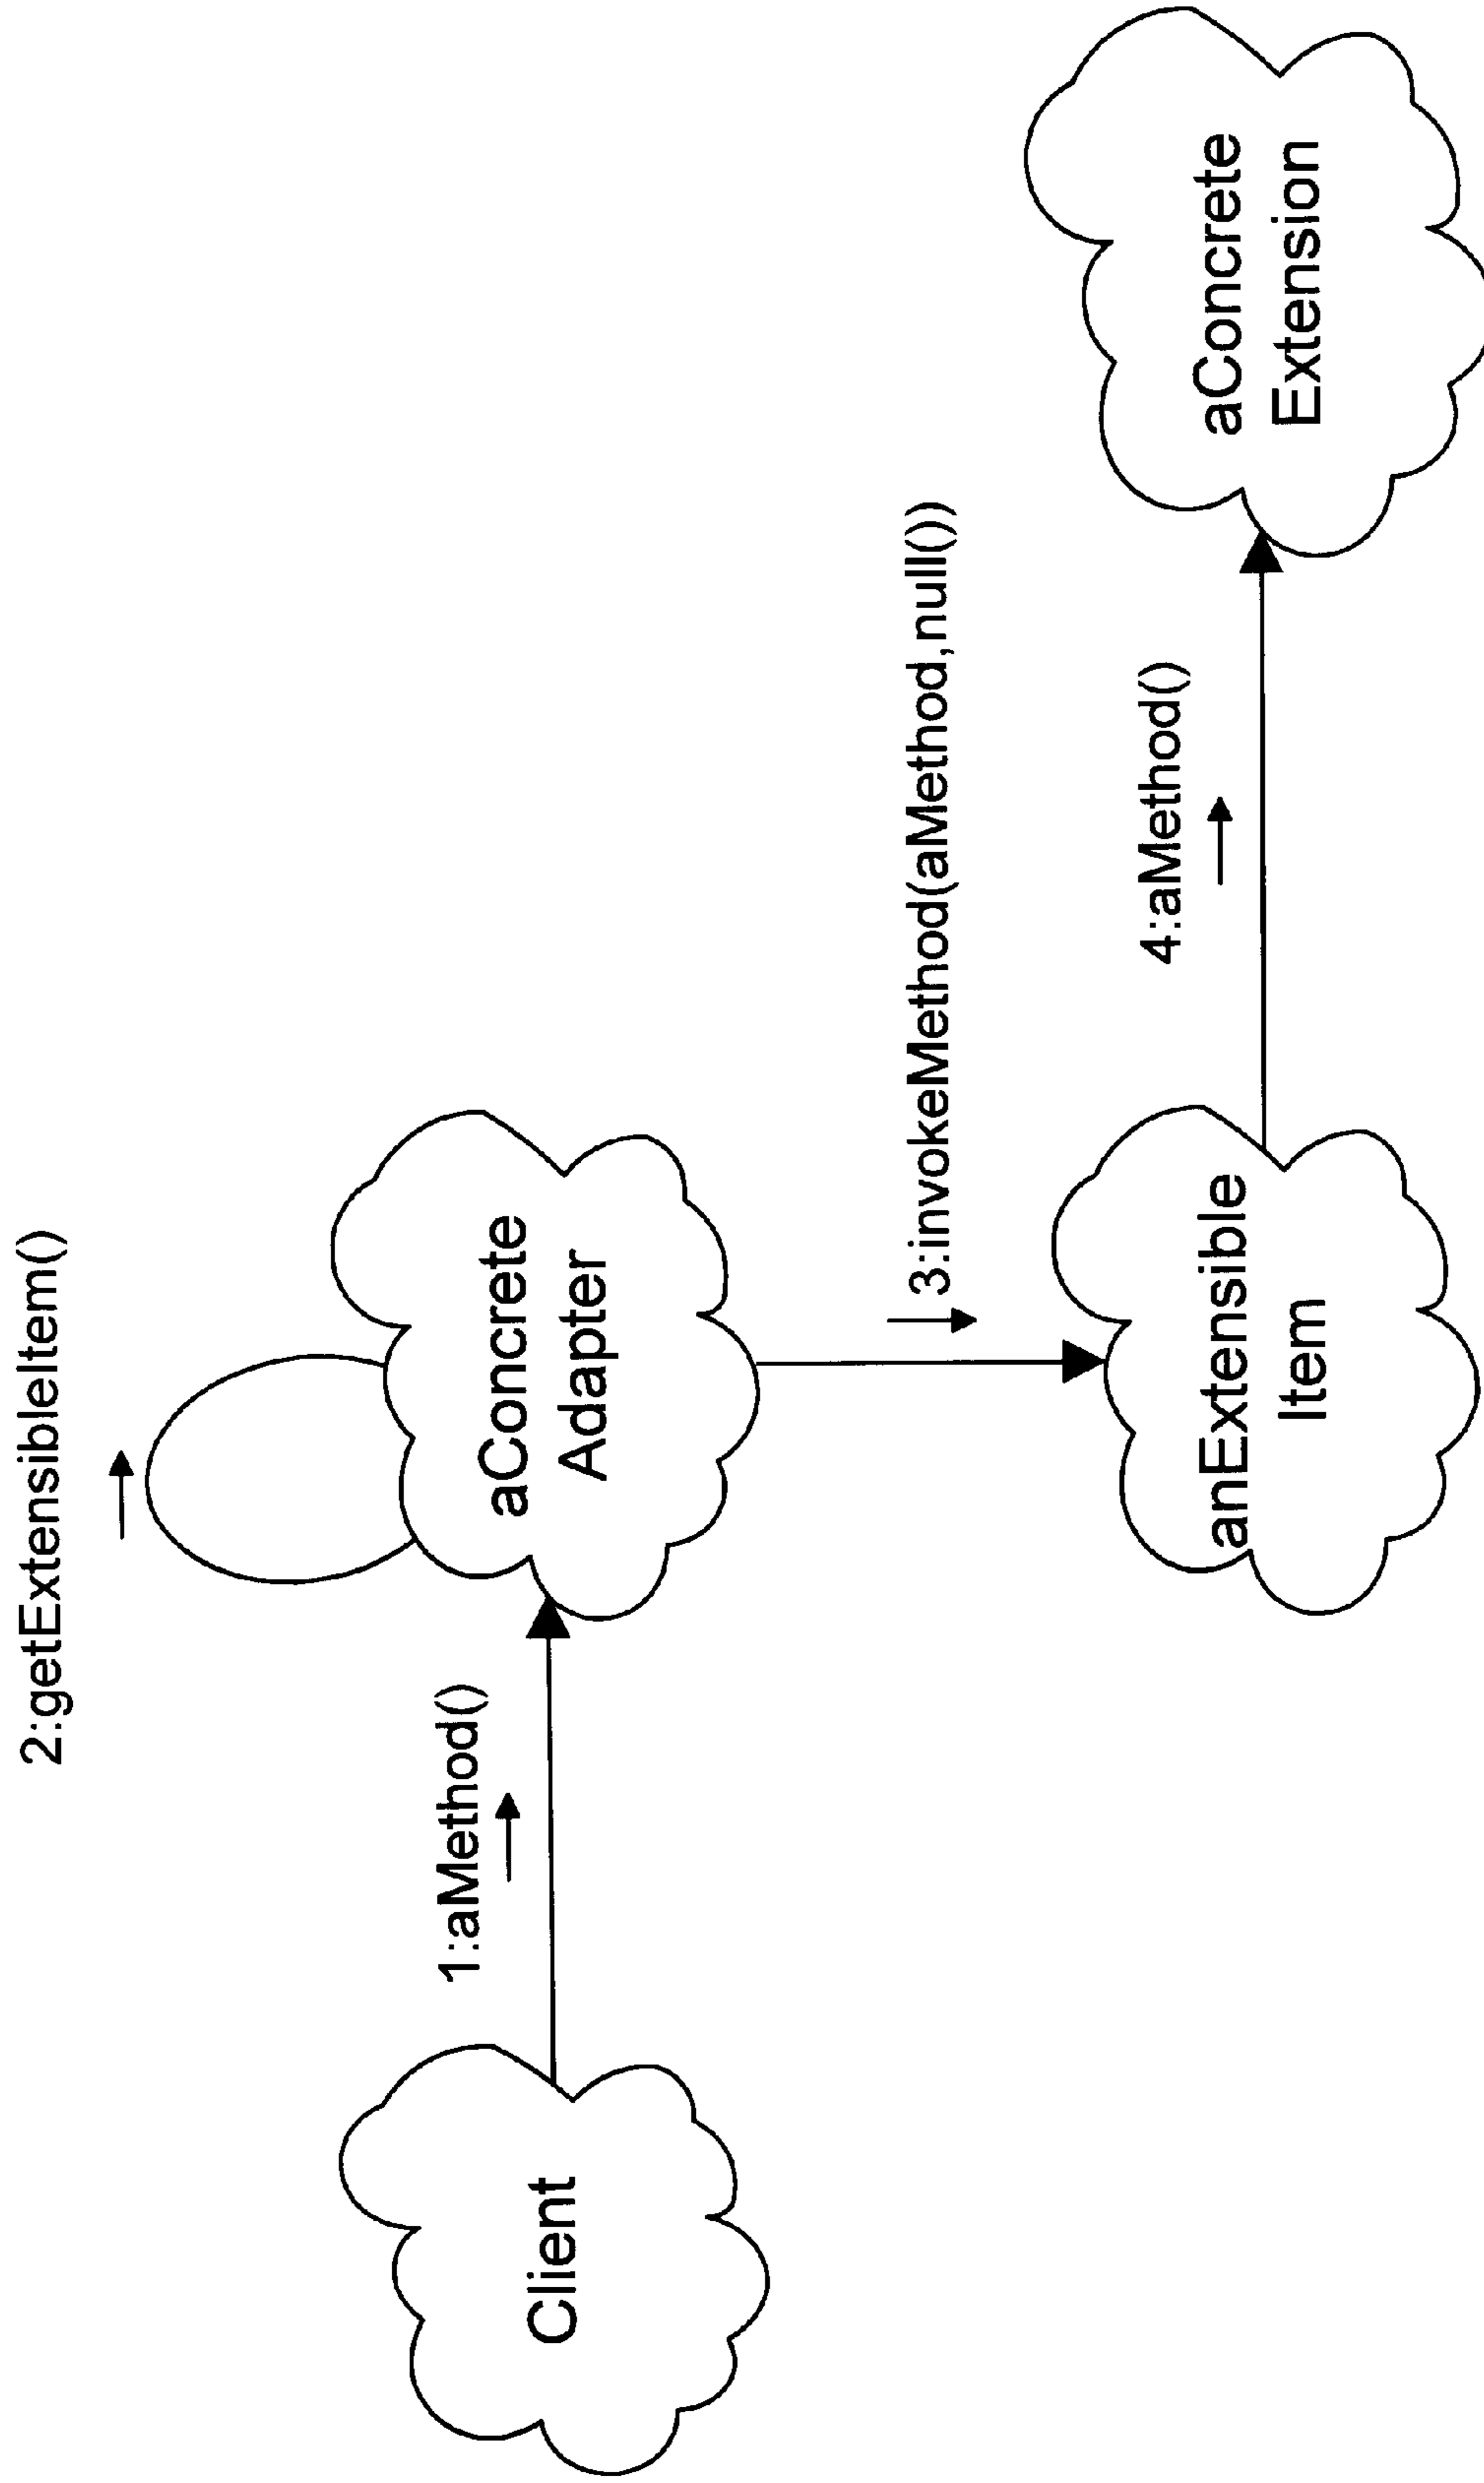 2:getExtensibleItem()
1:aMethod()
Client
aConcrete
Adapter
3:invokeMethod(aMethod,null())
4:aMethod()
anExtensible
Item
aConcrete
Extension